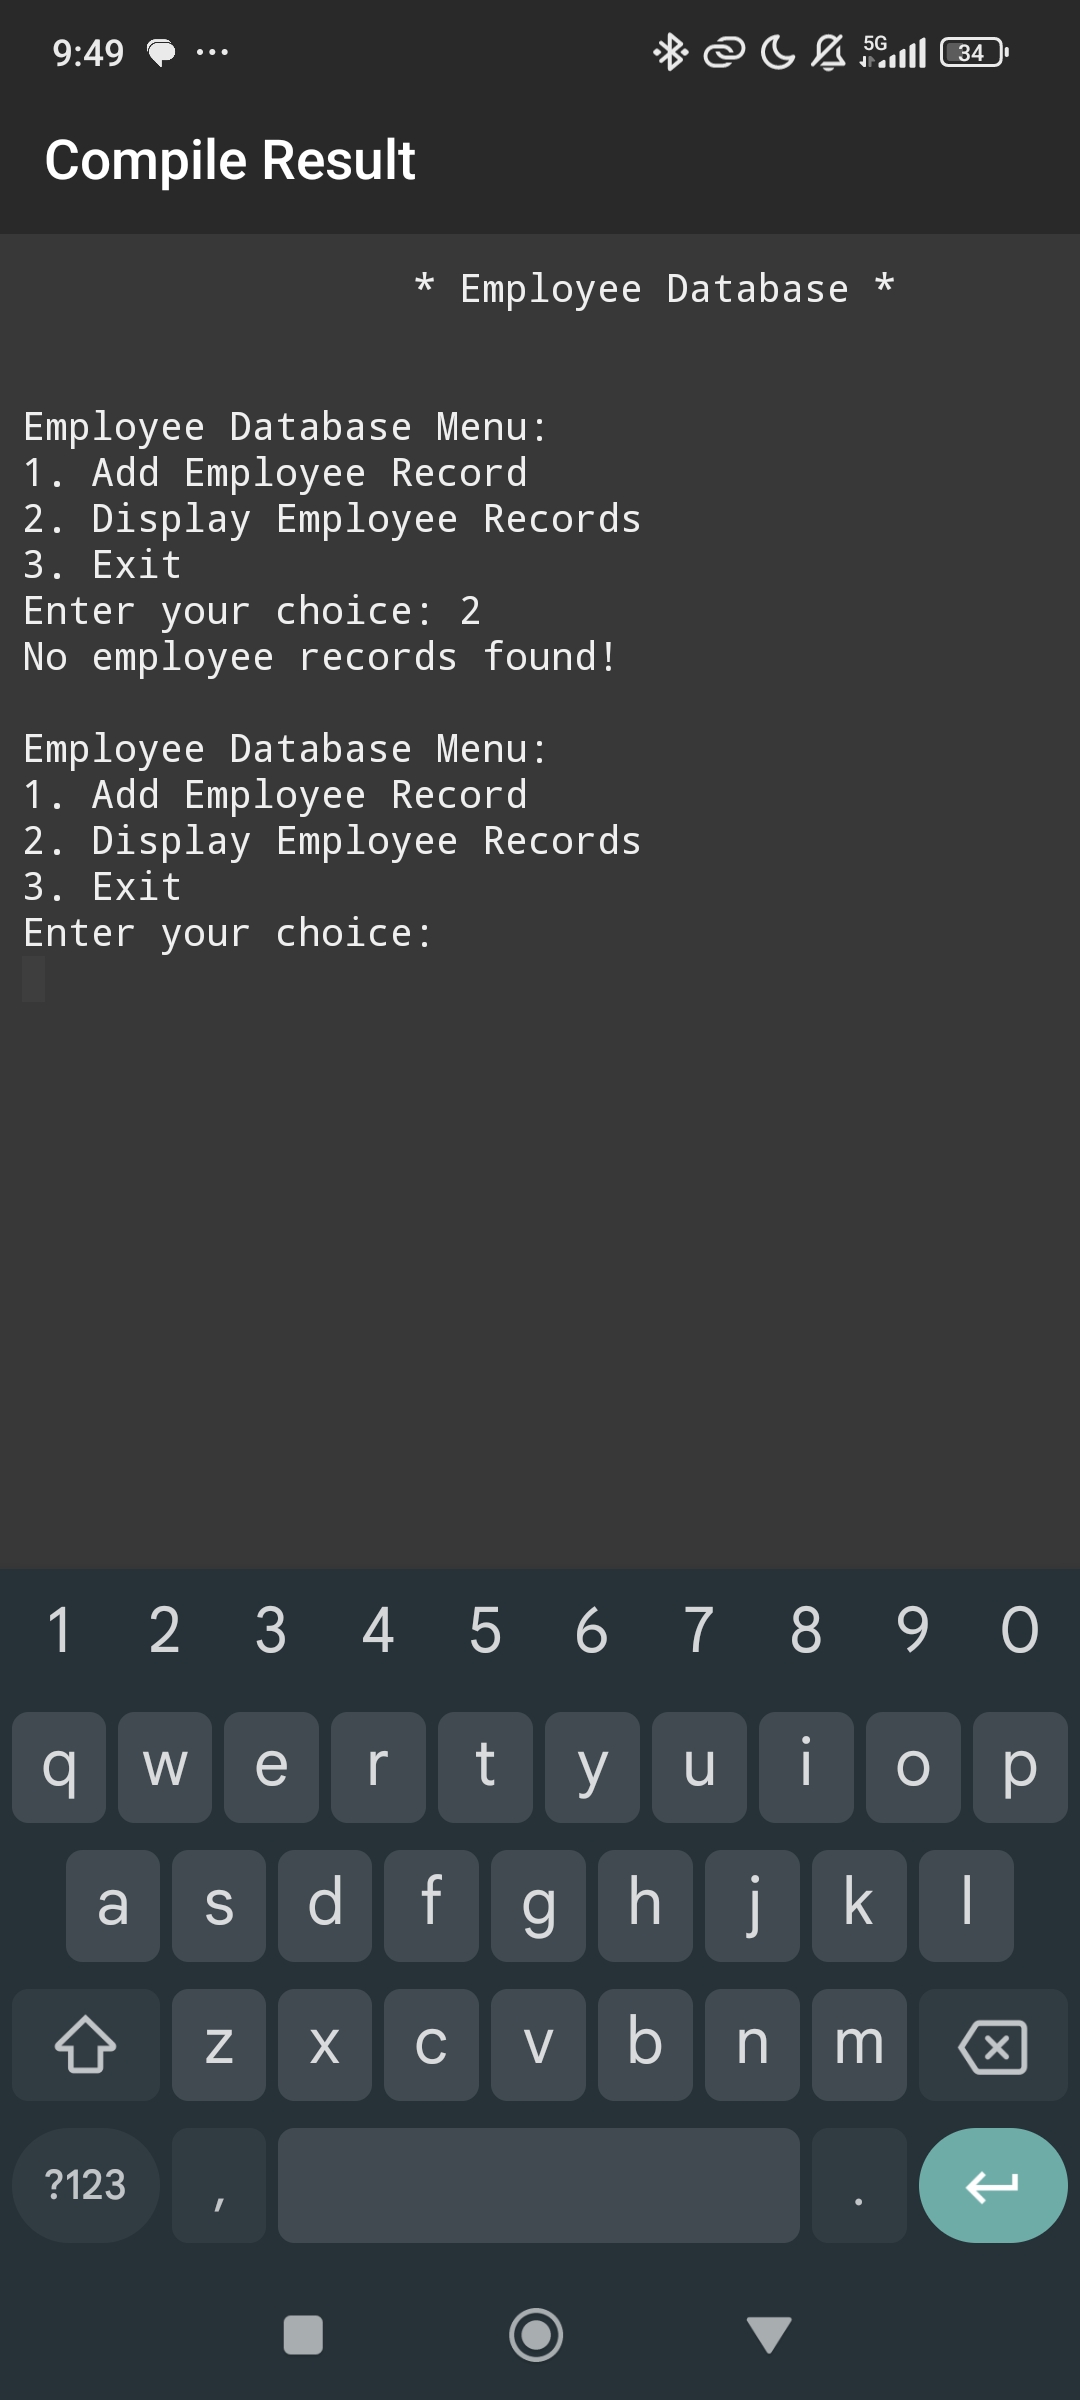 9:49
5G
34
Compile Result
* Employee Database *
Employee Database Menu:
1. Add Employee Record
2. Display Employee Records
3. Exit
Enter your choice: 2
No employee records found!
Employee Database Menu:
1. Add Employee Record
2. Display Employee Records
3. Exit
Enter your choice:
1 2 3 4 5 6 7 8 9 0
q w e r t y u i o p
a s d f g h j k l
z x c v b n m
?123 , .